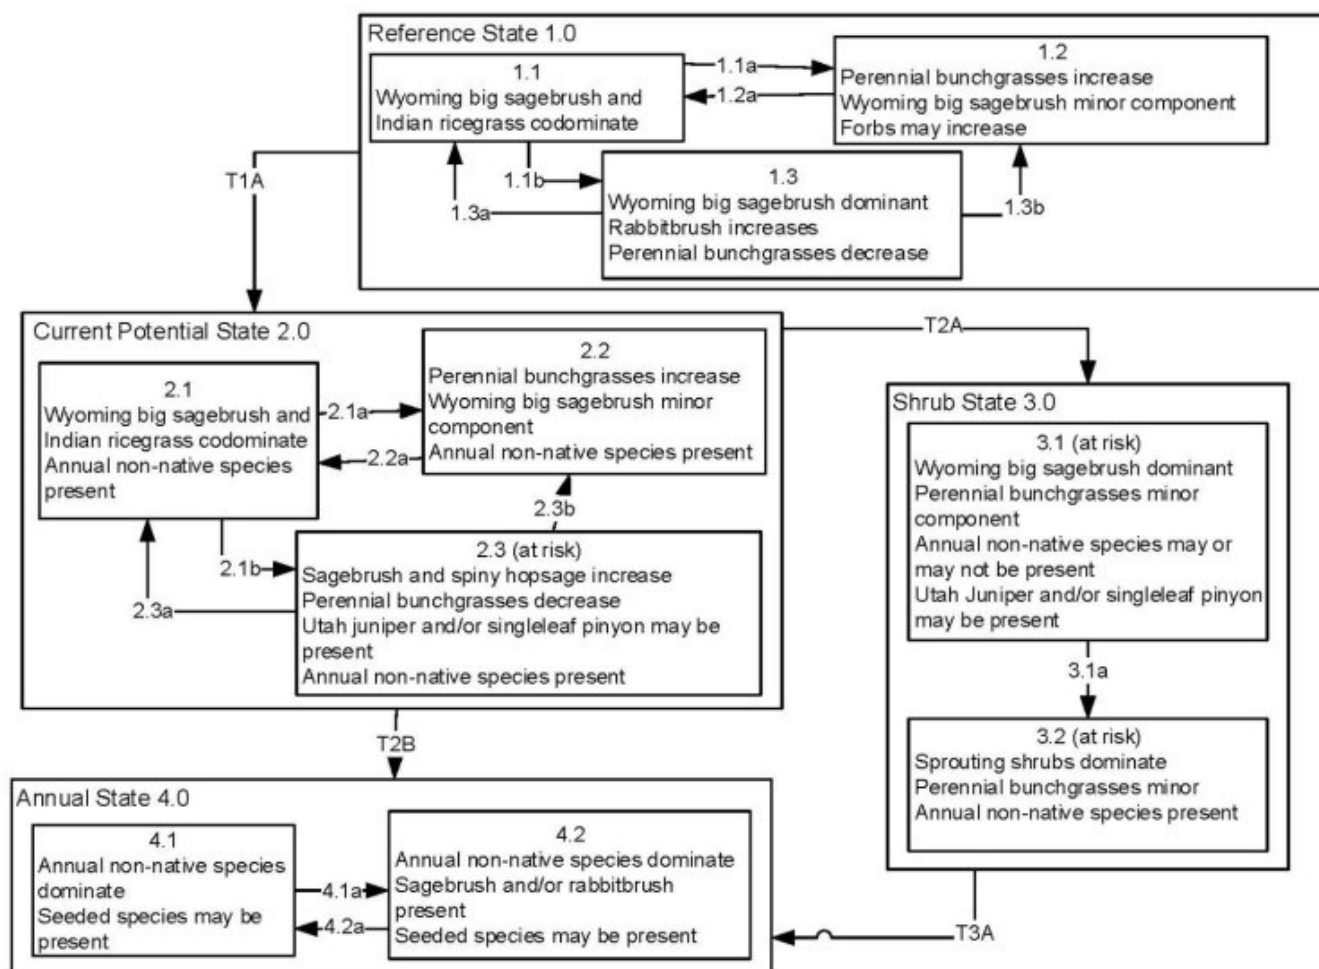 Reference State 1.0
1.1
Wyoming big sagebrush and
Indian ricegrass codominate
1.1a
1.2a
1.2
Perennial bunchgrasses increase
Wyoming big sagebrush minor component
Forbs may increase
1.1b
1.3a
1.3
Wyoming big sagebrush dominant
Rabbitbrush increases
Perennial bunchgrasses decrease
1.3b
T1A
Current Potential State 2.0
2.1
Wyoming big sagebrush and
Indian ricegrass codominate
Annual non-native species
present
2.1a
2.2a
2.2
Perennial bunchgrasses increase
Wyoming big sagebrush minor
component
Annual non-native species present
2.3b
2.1b
2.3a
2.3 (at risk)
Sagebrush and spiny hopsage increase
Perennial bunchgrasses decrease
Utah juniper and/or singleleaf pinyon may be
present
Annual non-native species present
T2A
Shrub State 3.0
3.1 (at risk)
Wyoming big sagebrush dominant
Perennial bunchgrasses minor
component
Annual non-native species may or
may not be present
Utah Juniper and/or singleleaf pinyon
may be present
3.1a
3.2 (at risk)
Sprouting shrubs dominate
Perennial bunchgrasses minor
Annual non-native species present
T2B
Annual State 4.0
4.1
Annual non-native species
dominate
Seeded species may be
present
4.1a
4.2a
4.2
Annual non-native species dominate
Sagebrush and/or rabbitbrush
present
Seeded species may be present
T3A